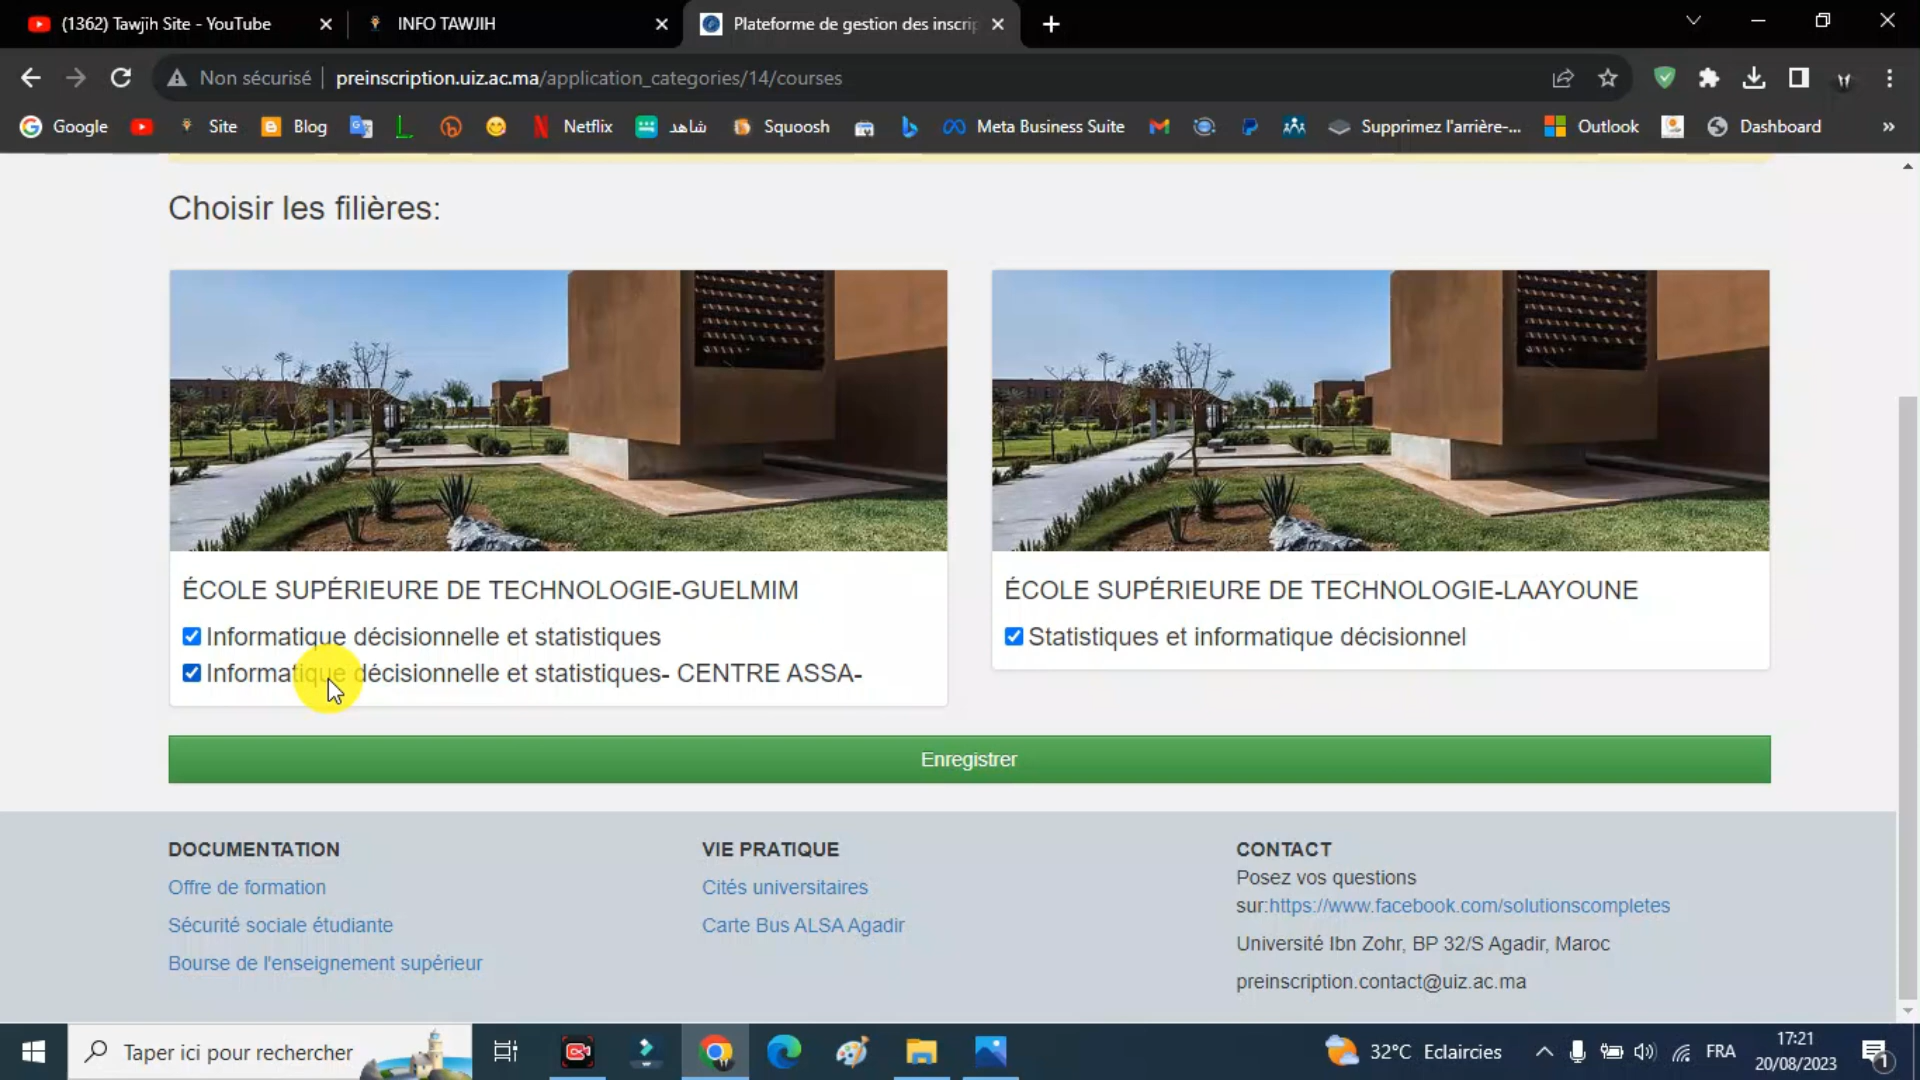 (1362) Tawjih Site - YouTube
INFO TAWJIH
Plateforme de gestion des inscrip
Non sécurisé
preinscription.uiz.ac.ma/application_categories/14/courses
Google
Site
Blog
Netflix
شاهد
Squoosh
Meta Business Suite
Supprimez l'arrière-...
Outlook
Dashboard
»
Choisir les filières:
ÉCOLE SUPÉRIEURE DE TECHNOLOGIE-GUELMIM
Informatique décisionnelle et statistiques
Informatique décisionnelle et statistiques- CENTRE ASSA-
ÉCOLE SUPÉRIEURE DE TECHNOLOGIE-LAAYOUNE
Statistiques et informatique décisionnel
Enregistrer
DOCUMENTATION
Offre de formation
Sécurité sociale étudiante
Bourse de l'enseignement supérieur
VIE PRATIQUE
Cités universitaires
Carte Bus ALSA Agadir
CONTACT
Posez vos questions
sur:https://www.facebook.com/solutionscompletes
Université Ibn Zohr, BP 32/S Agadir, Maroc
preinscription.contact@uiz.ac.ma
Taper ici pour rechercher
32°C Eclaircies
FRA
17:21
20/08/2023
1